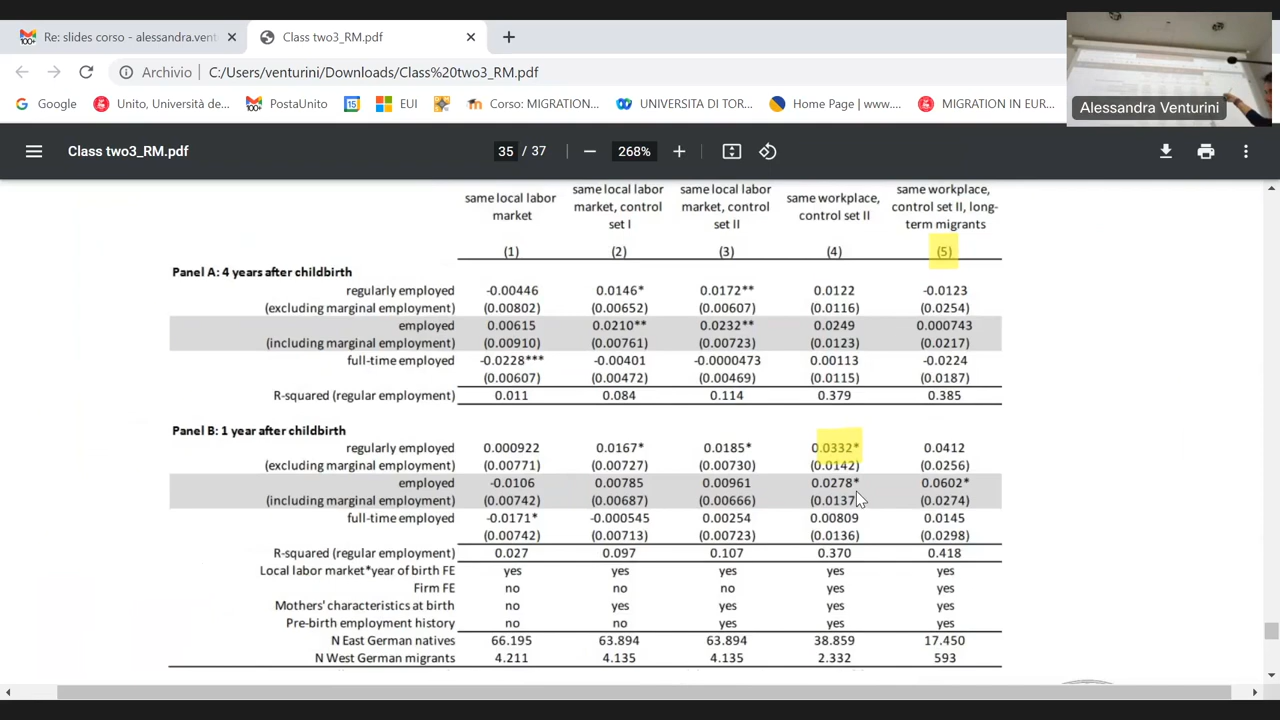 Re: slides corso - alessandra.ven
Class two3_RM.pdf
Archivio C:/Users/venturini/Downloads/Class%20two3_RM.pdf
Google Unito, Università de... PostaUnito EUI Corso: MIGRATION... UNIVERSITA DI TOR... Home Page | www.... MIGRATION IN EUR...
Alessandra Venturini
Class two3_RM.pdf 35 / 37 268%
same local labor market same local labor market, control set I same local labor market, control set II same workplace, control set II same workplace, control set II, long-term migrants
(1) (2) (3) (4) (5)
Panel A: 4 years after childbirth
regularly employed -0.00446 0.0146* 0.0172** 0.0122 -0.0123
(excluding marginal employment) (0.00802) (0.00652) (0.00607) (0.0116) (0.0254)
employed 0.00615 0.0210** 0.0232** 0.0249 0.000743
(including marginal employment) (0.00910) (0.00761) (0.00723) (0.0123) (0.0217)
full-time employed -0.0228*** -0.00401 -0.0000473 0.00113 -0.0224
(0.00607) (0.00472) (0.00469) (0.0115) (0.0187)
R-squared (regular employment) 0.011 0.084 0.114 0.379 0.385
Panel B: 1 year after childbirth
regularly employed 0.000922 0.0167* 0.0185* 0.0332* 0.0412
(excluding marginal employment) (0.00771) (0.00727) (0.00730) (0.0142) (0.0256)
employed -0.0106 0.00785 0.00961 0.0278* 0.0602*
(including marginal employment) (0.00742) (0.00687) (0.00666) (0.0137) (0.0274)
full-time employed -0.0171* -0.000545 0.00254 0.00809 0.0145
(0.00742) (0.00713) (0.00723) (0.0136) (0.0298)
R-squared (regular employment) 0.027 0.097 0.107 0.370 0.418
Local labor market*year of birth FE yes yes yes yes yes
Firm FE no no no yes yes
Mothers' characteristics at birth no yes yes yes yes
Pre-birth employment history no no yes yes yes
N East German natives 66.195 63.894 63.894 38.859 17.450
N West German migrants 4.211 4.135 4.135 2.332 593